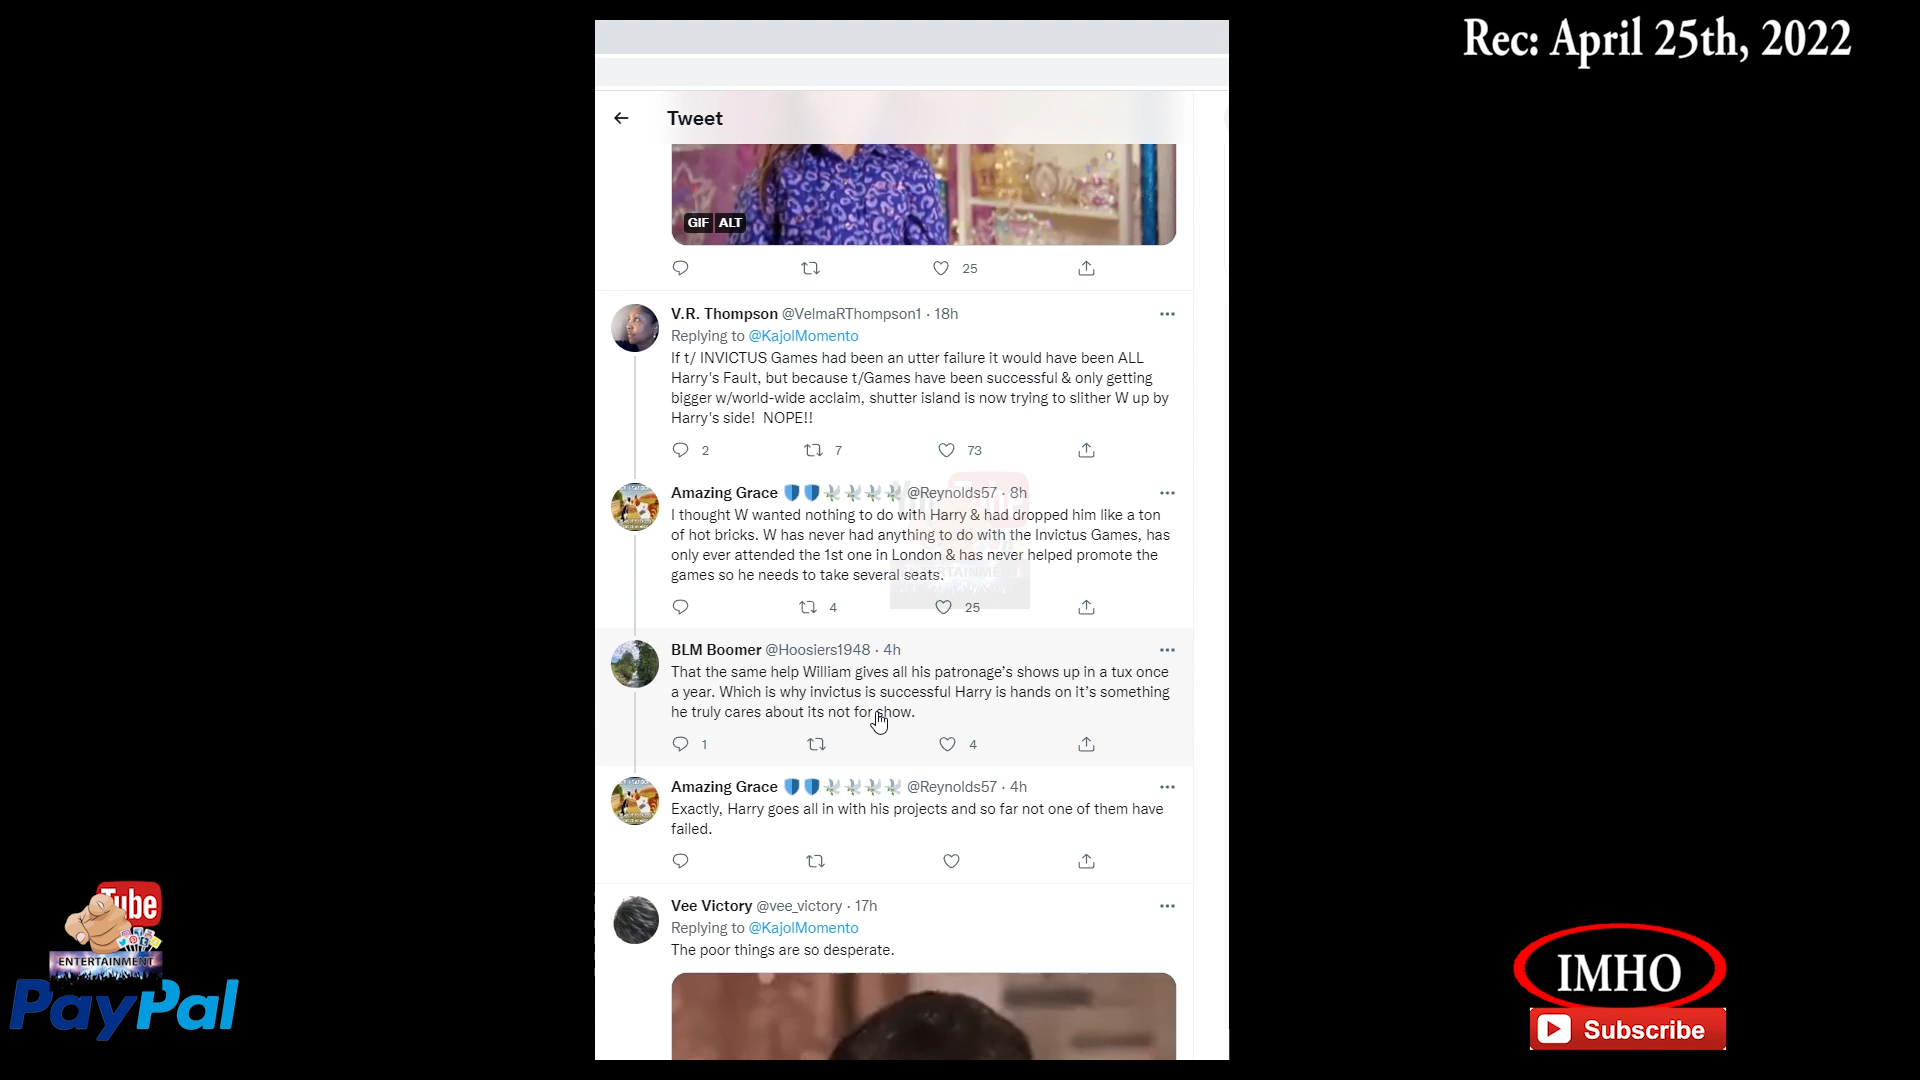 Rec: April 25th, 2022
Tweet
GIF ALT
25
V.R. Thompson @VelmaRThompson1 · 18h
Replying to @KajolMomento
If t/ INVICTUS Games had been an utter failure it would have been ALL
Harry's Fault, but because t/Games have been successful & only getting
bigger w/world-wide acclaim, shutter island is now trying to slither W up by
Harry's side!  NOPE!!
2 7 73
Amazing Grace @Reynolds57 · 8h
I thought W wanted nothing to do with Harry & had dropped him like a ton
of hot bricks. W has never had anything to do with the Invictus Games, has
only ever attended the 1st one in London & has never helped promote the
games so he needs to take several seats.
4 25
BLM Boomer @Hoosiers1948 · 4h
That the same help William gives all his patronage's shows up in a tux once
a year. Which is why invictus is successful Harry is hands on it's something
he truly cares about its not for show.
1 4
Amazing Grace @Reynolds57 · 4h
Exactly, Harry goes all in with his projects and so far not one of them have
failed.
Vee Victory @vee_victory · 17h
Replying to @KajolMomento
The poor things are so desperate.
Tube
ENTERTAINMENT
PayPal
IMHO
Subscribe